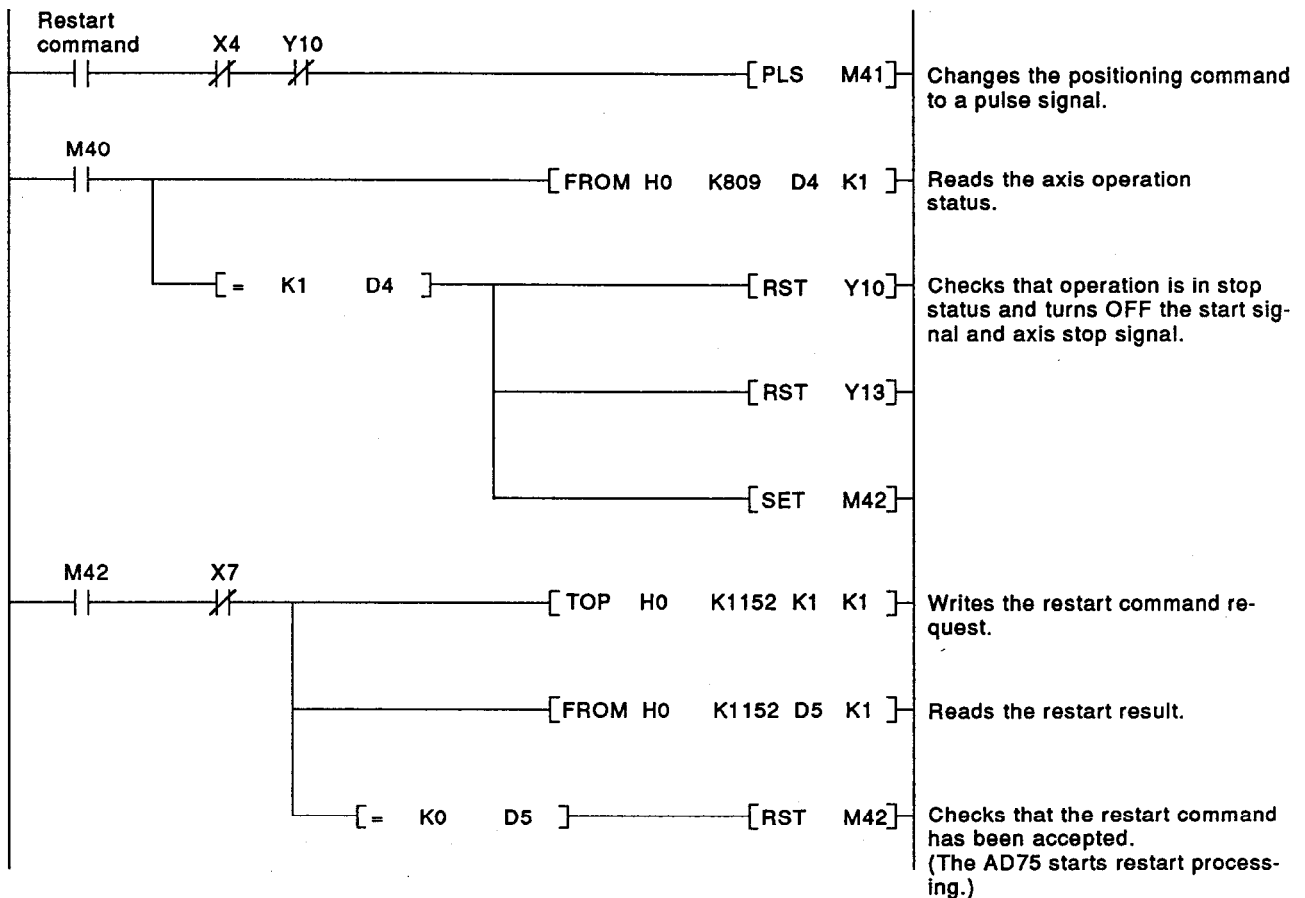 Restart
command X4 Y10
[PLS M41]
Changes the positioning command
to a pulse signal.
M40
[FROM H0 K809 D4 K1 ]
Reads the axis operation
status.
[= K1 D4 ]
[RST Y10]
Checks that operation is in stop
status and turns OFF the start sig-
nal and axis stop signal.
[RST Y13]
[SET M42]
M42 X7
[TOP H0 K1152 K1 K1 ]
Writes the restart command re-
quest.
[FROM H0 K1152 D5 K1 ]
Reads the restart result.
[= K0 D5 ]
[RST M42]
Checks that the restart command
has been accepted.
(The AD75 starts restart process-
ing.)